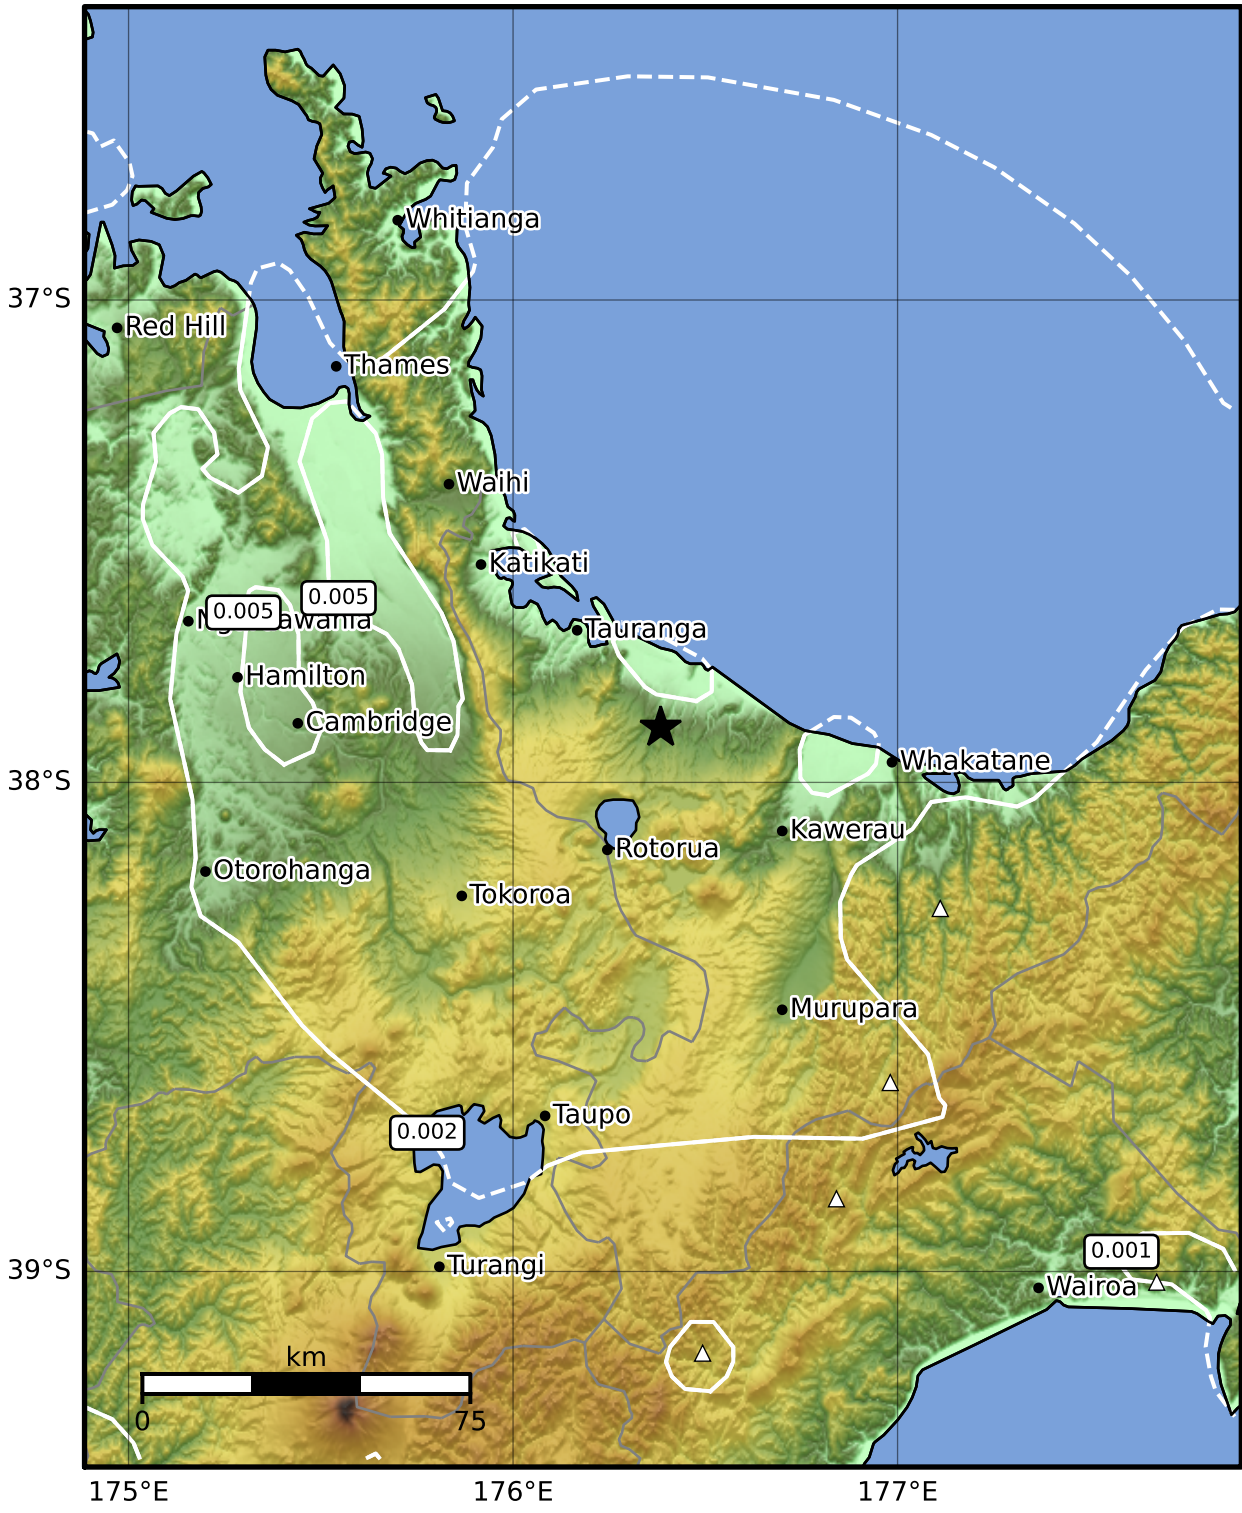 Whitianga
37°S
Red Hill
Thames
Waihi
Katikati
0.005
0.005
Tauranga
Hamilton
Cambridge
Whakatane
38°S
Kawerau
Rotorua
Otorohanga
Tokoroa
Murupara
Taupo
0.002
0.001
39°S
Turangi
Wairoa
km
0
75
175°E
176°E
177°E